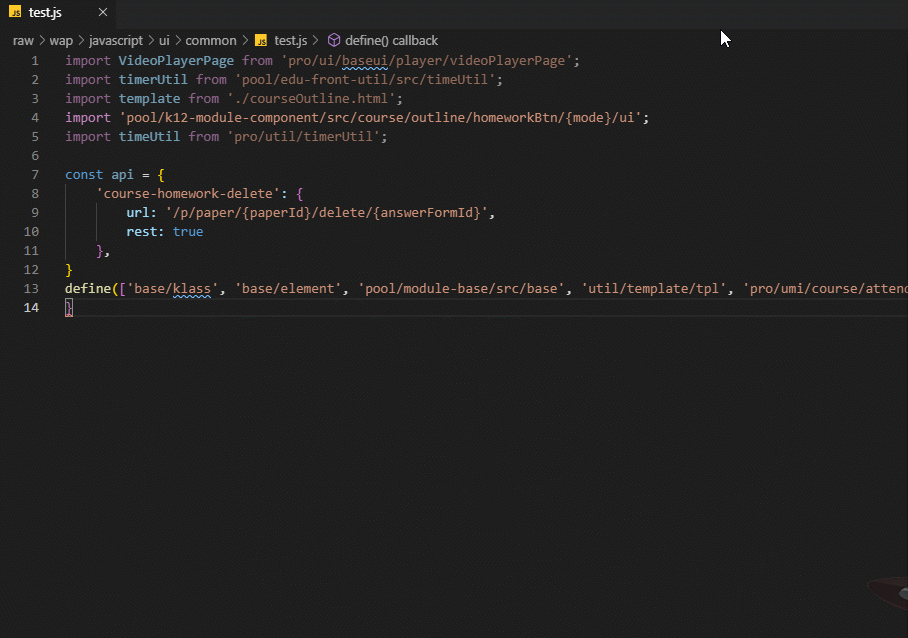 JS test.js
raw > wap > javascript > ui > common > JS test.js > define() callback
1 import VideoPlayerPage from 'pro/ui/baseui/player/videoPlayerPage';
2 import timerUtil from 'pool/edu-front-util/src/timeUtil';
3 import template from './courseOutline.html';
4 import 'pool/k12-module-component/src/course/outline/homeworkBtn/{mode}/ui';
5 import timeUtil from 'pro/util/timerUtil';
6
7 const api = {
8 'course-homework-delete': {
9 url: '/p/paper/{paperId}/delete/{answerFormId}',
10 rest: true
11 },
12 }
13 define(['base/klass', 'base/element', 'pool/module-base/src/base', 'util/template/tpl', 'pro/umi/course/attend
14 }